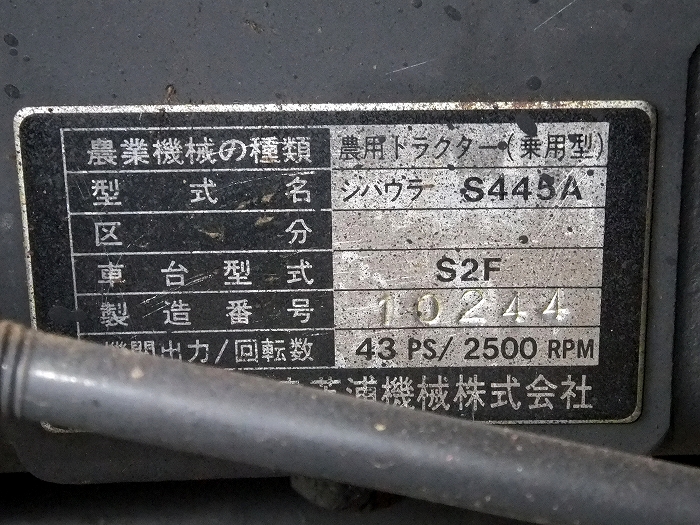 農業機械の種類 農用トラクター(乗用型)
型式名 シバウラ S445A
区分
車台型式 S2F
製造番号 10244
機関出力/回転数 43 PS/2500 RPM
芝浦機械株式会社